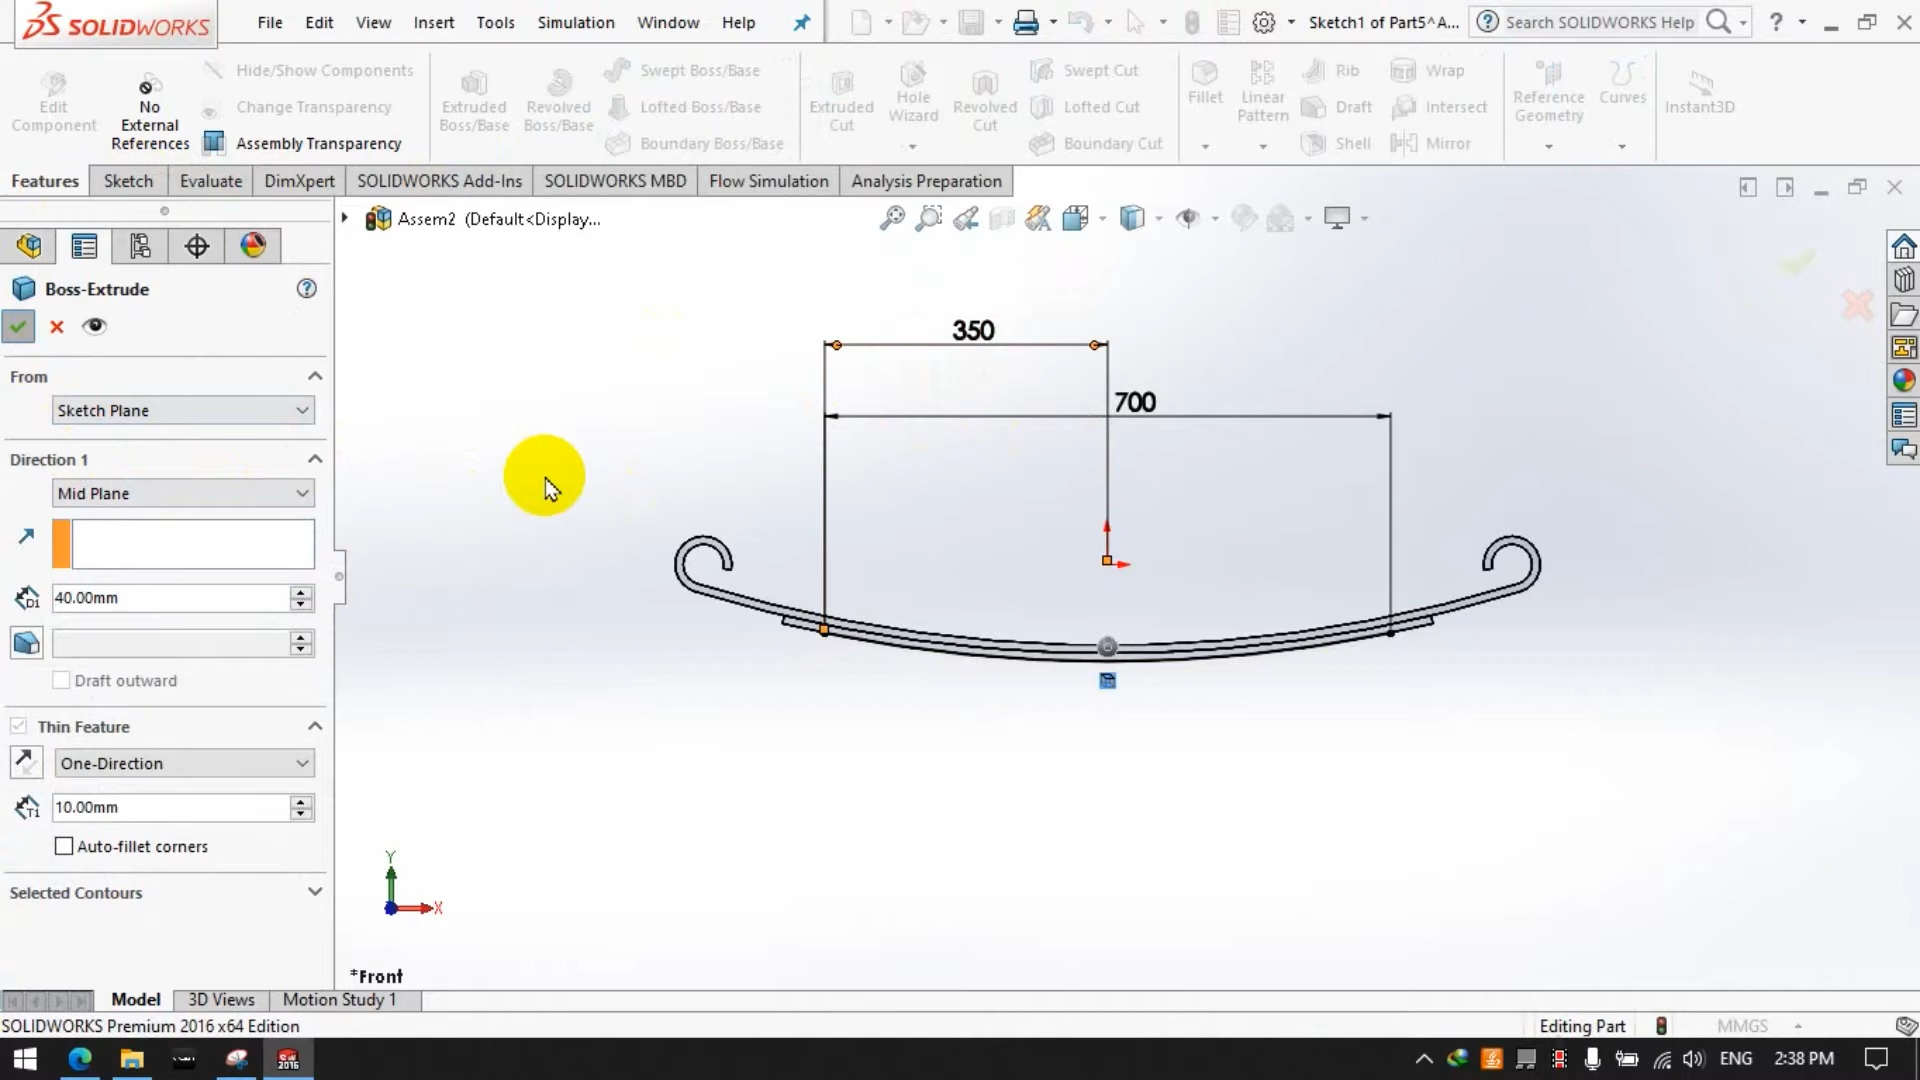 SOLIDWORKS
File Edit View Insert Tools Simulation Window Help
Sketch1 of Part5^A...
Search SOLIDWORKS Help
Edit Component
No External References
Hide/Show Components
Change Transparency
Assembly Transparency
Extruded Boss/Base
Revolved Boss/Base
Swept Boss/Base
Lofted Boss/Base
Boundary Boss/Base
Extruded Cut
Hole Wizard
Revolved Cut
Swept Cut
Lofted Cut
Boundary Cut
Fillet
Linear Pattern
Rib
Draft
Shell
Wrap
Intersect
Mirror
Reference Geometry
Curves
Instant3D
Features Sketch Evaluate DimXpert SOLIDWORKS Add-Ins SOLIDWORKS MBD Flow Simulation Analysis Preparation
Assem2 (Default<Display...
Boss-Extrude
From
Sketch Plane
Direction 1
Mid Plane
D1
40.00mm
Draft outward
Thin Feature
One-Direction
T1
10.00mm
Auto-fillet corners
Selected Contours
350
700
Y
X
*Front
Model 3D Views Motion Study 1
SOLIDWORKS Premium 2016 x64 Edition
Editing Part
MMGS
SW 2016
ENG
2:38 PM